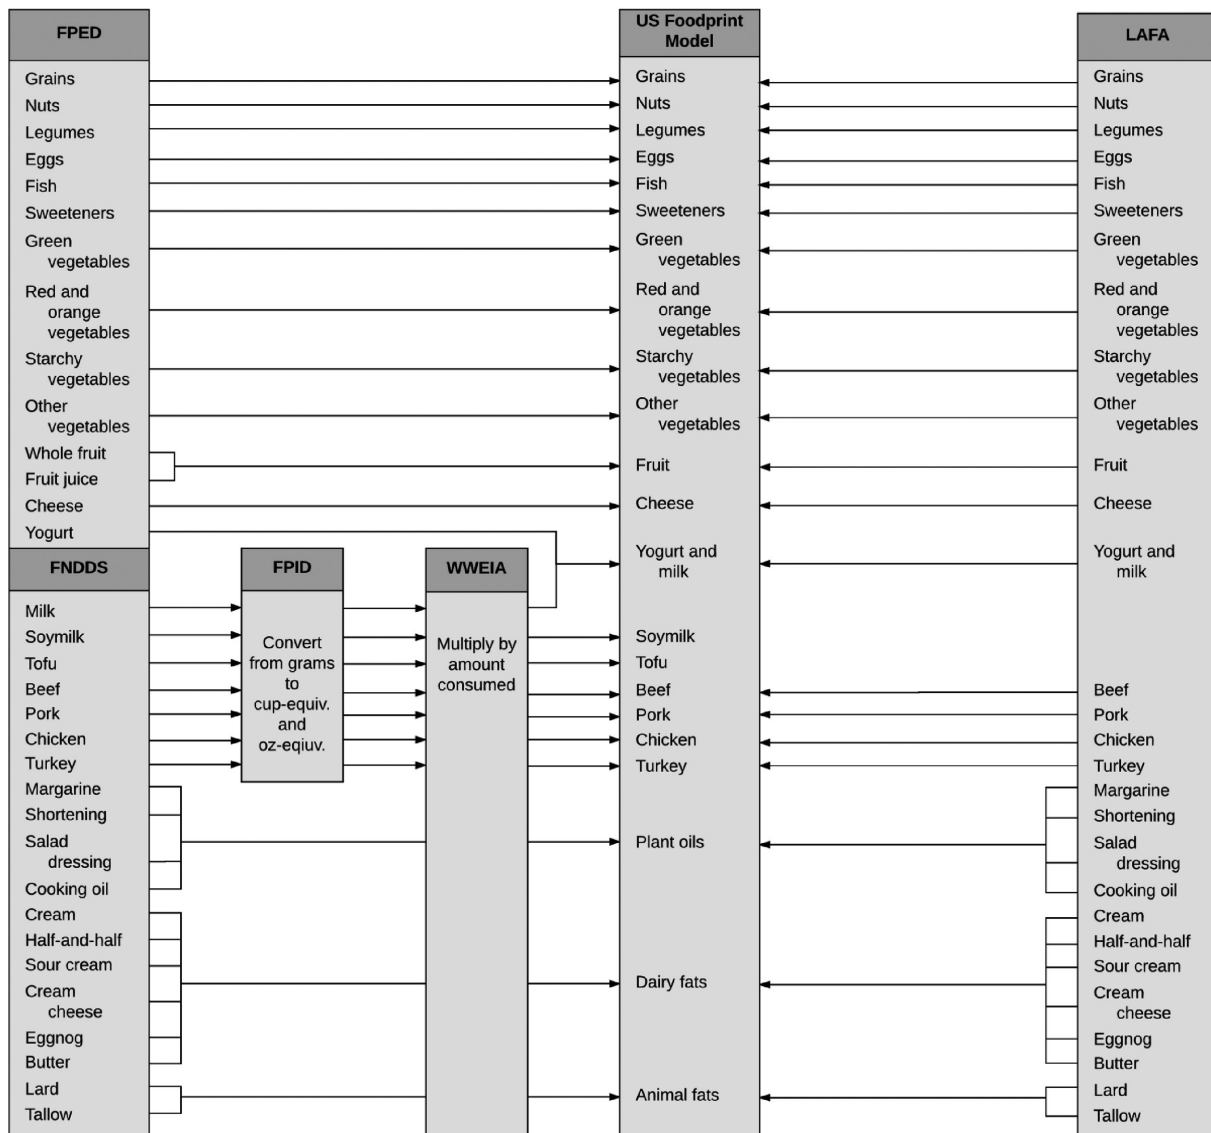 FPED
Grains
Nuts
Legumes
Eggs
Fish
Sweeteners
Green
vegetables
Red and
orange
vegetables
Starchy
vegetables
Other
vegetables
Whole fruit
Fruit juice
Cheese
Yogurt
FNDDS
Milk
Soymilk
Tofu
Beef
Pork
Chicken
Turkey
Margarine
Shortening
Salad
dressing
Cooking oil
Cream
Half-and-half
Sour cream
Cream
cheese
Eggnog
Butter
Lard
Tallow
FPID
Convert
from grams
to
cup-equiv.
and
oz-eqiuv.
WWEIA
Multiply by
amount
consumed
US Foodprint
Model
Grains
Nuts
Legumes
Eggs
Fish
Sweeteners
Green
vegetables
Red and
orange
vegetables
Starchy
vegetables
Other
vegetables
Fruit
Cheese
Yogurt and
milk
Soymilk
Tofu
Beef
Pork
Chicken
Turkey
Plant oils
Dairy fats
Animal fats
LAFA
Grains
Nuts
Legumes
Eggs
Fish
Sweeteners
Green
vegetables
Red and
orange
vegetables
Starchy
vegetables
Other
vegetables
Fruit
Cheese
Yogurt and
milk
Beef
Pork
Chicken
Turkey
Margarine
Shortening
Salad
dressing
Cooking oil
Cream
Half-and-half
Sour cream
Cream
cheese
Eggnog
Butter
Lard
Tallow